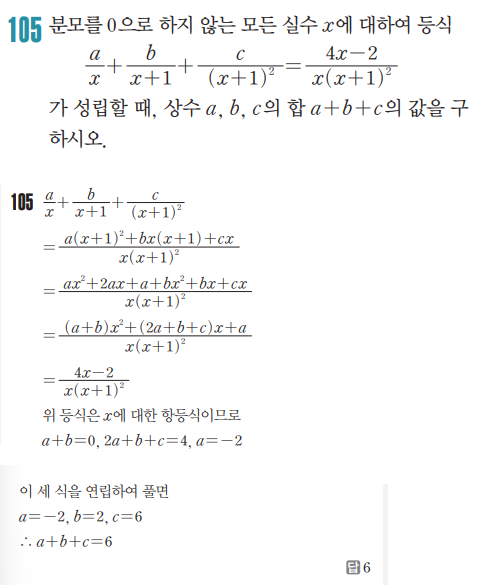 105 분모를 0으로 하지 않는 모든 실수 x에 대하여 등식
a/x + b/(x+1) + c/(x+1)² = (4x-2)/(x(x+1)²)
가 성립할 때, 상수 a, b, c의 합 a+b+c의 값을 구
하시오.
105 a/x + b/(x+1) + c/(x+1)²
= (a(x+1)²+bx(x+1)+cx)/(x(x+1)²)
= (ax²+2ax+a+bx²+bx+cx)/(x(x+1)²)
= ((a+b)x²+(2a+b+c)x+a)/(x(x+1)²)
= (4x-2)/(x(x+1)²)
위 등식은 x에 대한 항등식이므로
a+b=0, 2a+b+c=4, a=-2
이 세 식을 연립하여 풀면
a=-2, b=2, c=6
∴ a+b+c=6
답 6